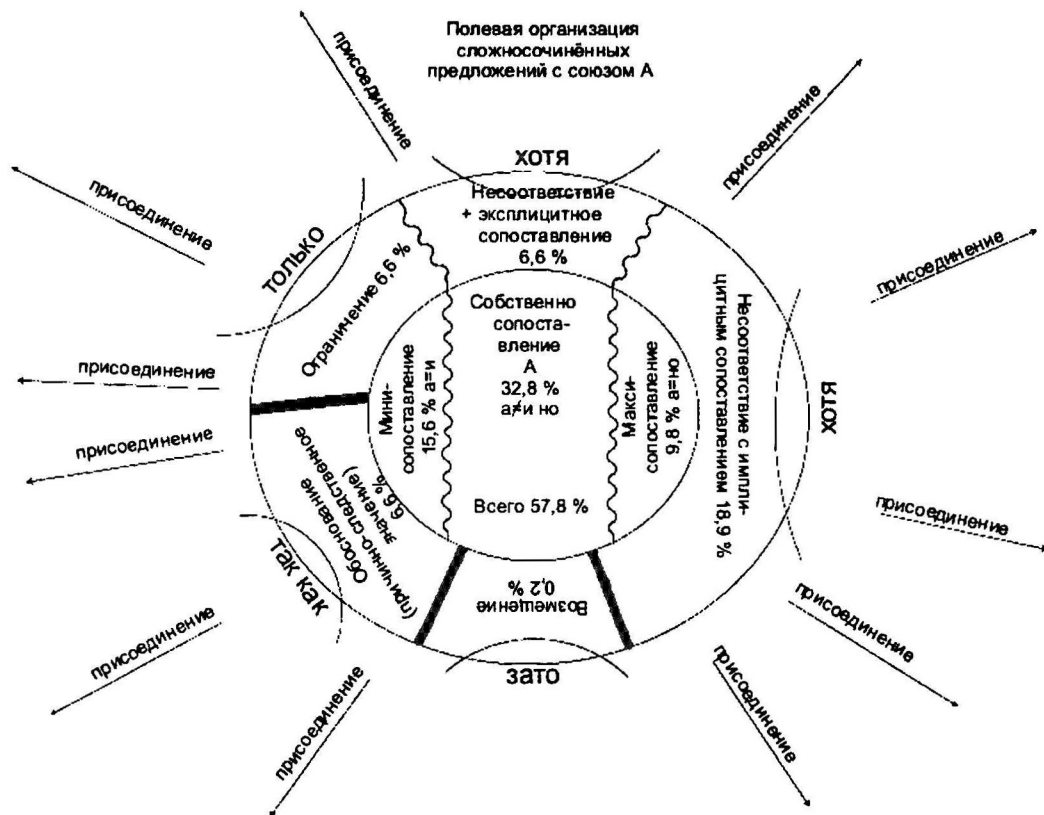 Полевая организация
сложносочинённых
предложений с союзом А
присоединение
присоединение
присоединение
присоединение
присоединение
присоединение
присоединение
присоединение
присоединение
присоединение
присоединение
присоединение
хотя
Несоответствие
+ эксплицитное
сопоставление
6,6 %
только
Ограничение 6,6 %
Собственно
сопоста-
вление
А
32,8 %
а≠и но
Всего 57,8 %
Мини-
сопоставление
15,6 % а=и
Макси-
сопоставление
9,8 % а=но
Несоответствие с импли-
цитным сопоставлением 18,9 %
хотя
Обоснование
(причинно-следственное
значение)
6,6 %
так как
Возмещение
0,2 %
зато